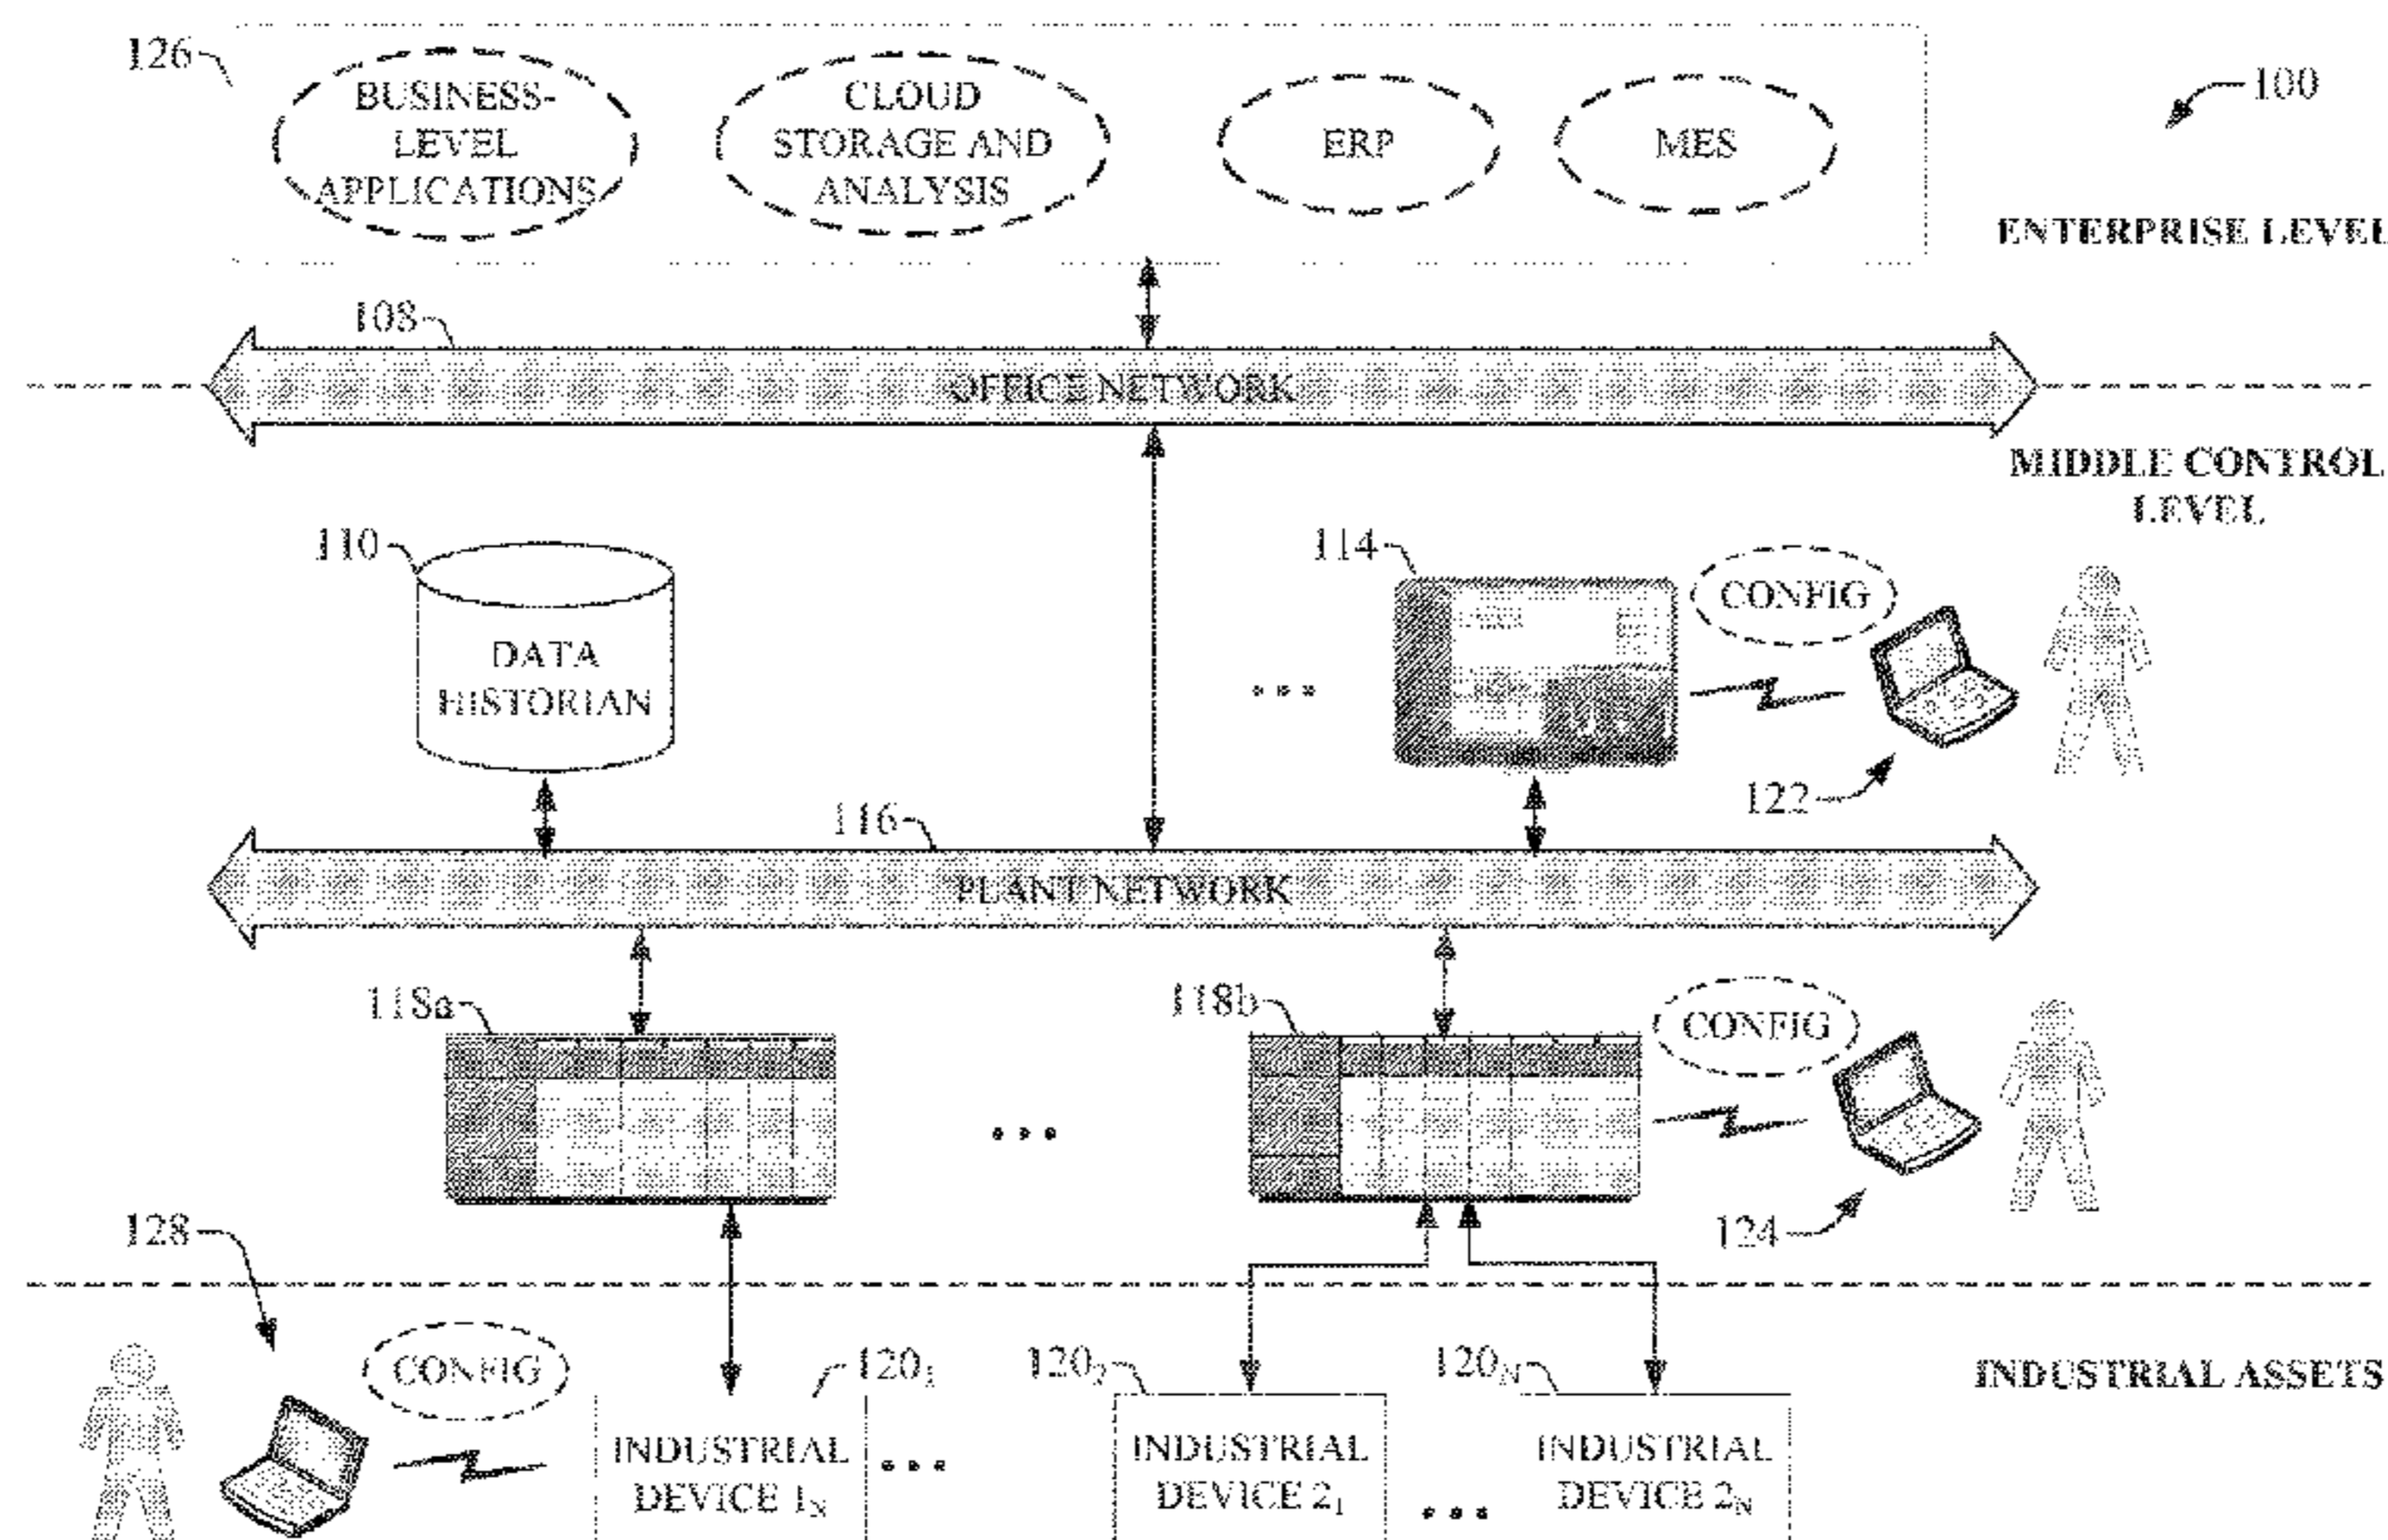 126
BUSINESS-
LEVEL
APPLICATIONS
CLOUD
STORAGE AND
ANALYSIS
ERP
MES
100
ENTERPRISE LEVEL
108
OFFICE NETWORK
MIDDLE CONTROL
LEVEL
110
DATA
HISTORIAN
114
CONFIG
122
116
PLANT NETWORK
118a
118b
CONFIG
124
128
CONFIG
120₁
120₂
120N
INDUSTRIAL ASSETS
INDUSTRIAL
DEVICE 1N
...
INDUSTRIAL
DEVICE 2₁
...
INDUSTRIAL
DEVICE 2N